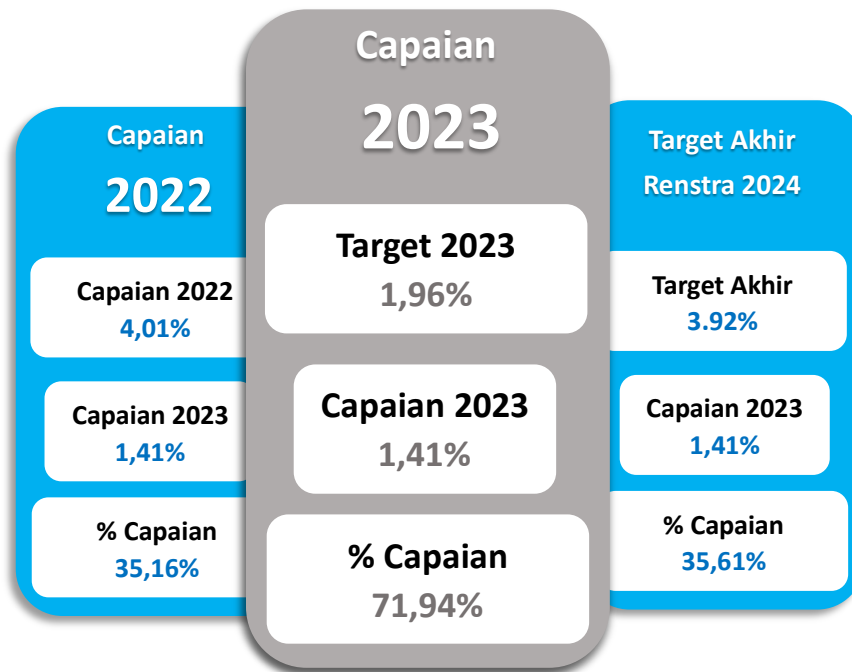 Capaian
2022
Capaian 2022
4,01%
Capaian 2023
1,41%
% Capaian
35,16%
Capaian
2023
Target 2023
1,96%
Capaian 2023
1,41%
% Capaian
71,94%
Target Akhir
Renstra 2024
Target Akhir
3.92%
Capaian 2023
1,41%
% Capaian
35,61%